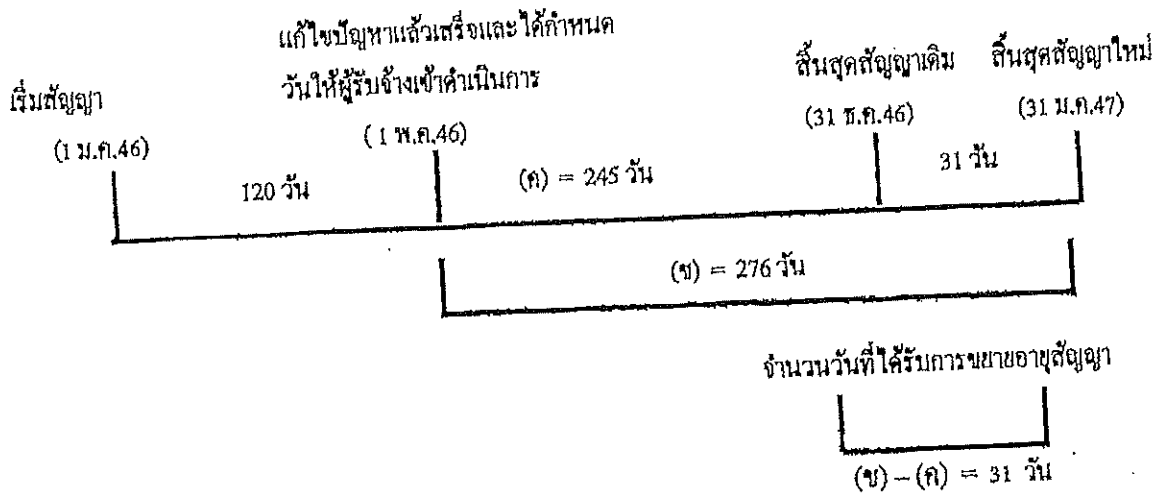 แก้ไขปัญหาแล้วเสร็จและได้กำหนด
วันให้ผู้รับจ้างเข้าดำเนินการ
เริ่มสัญญา
สิ้นสุดสัญญาเดิม
สิ้นสุดสัญญาใหม่
(1 ม.ค.46)
(1 พ.ค.46)
(31 ธ.ค.46)
(31 ม.ค.47)
120 วัน
(ค) = 245 วัน
31 วัน
(ช) = 276 วัน
จำนวนวันที่ได้รับการขยายอายุสัญญา
(ช) – (ค) = 31 วัน